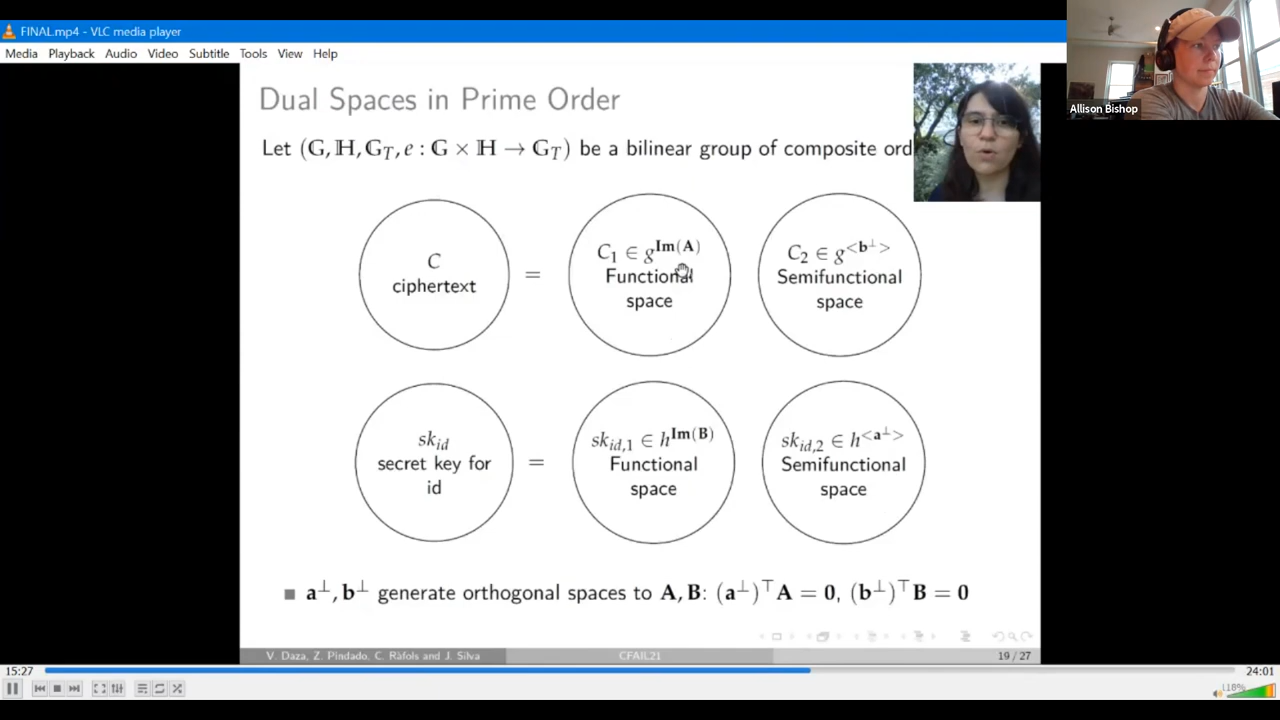 FINAL.mp4 - VLC media player
Media Playback Audio Video Subtitle Tools View Help
Allison Bishop
Dual Spaces in Prime Order
Let (𝔾, ℍ, 𝔾_T, e : 𝔾 × ℍ → 𝔾_T) be a bilinear group of composite ord
C
ciphertext
=
C₁ ∈ g^Im(A)
Functional
space
C₂ ∈ g^<b^⊥>
Semifunctional
space
sk_id
secret key for
id
=
sk_id,1 ∈ h^Im(B)
Functional
space
sk_id,2 ∈ h^<a^⊥>
Semifunctional
space
a^⊥, b^⊥ generate orthogonal spaces to A, B: (a^⊥)^⊤A = 0, (b^⊥)^⊤B = 0
V. Daza, Z. Pindado, C. Ràfols and J. Silva CFAIL21 19 / 27
15:27 24:01
118%